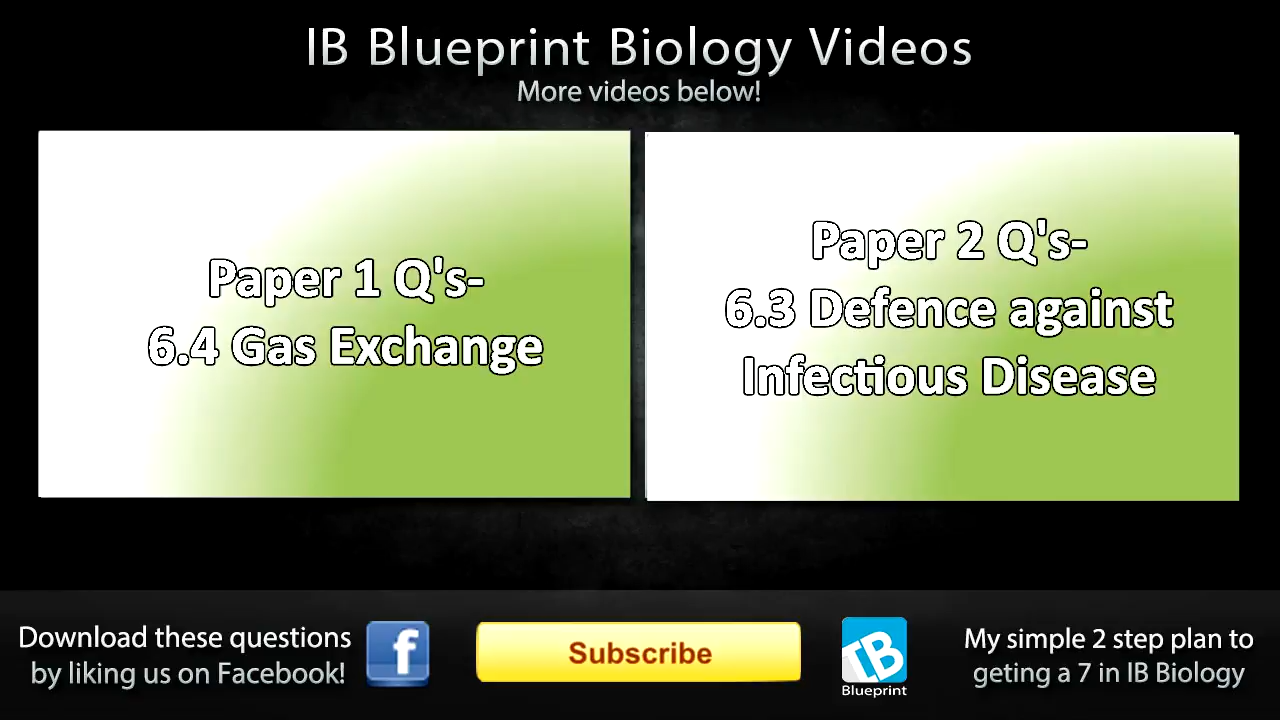 IB Blueprint Biology Videos
More videos below!
Paper 1 Q's-
6.4 Gas Exchange
Paper 2 Q's-
6.3 Defence against
Infectious Disease
Download these questions
by liking us on Facebook!
f
Subscribe
IB
Blueprint
My simple 2 step plan to
geting a 7 in IB Biology